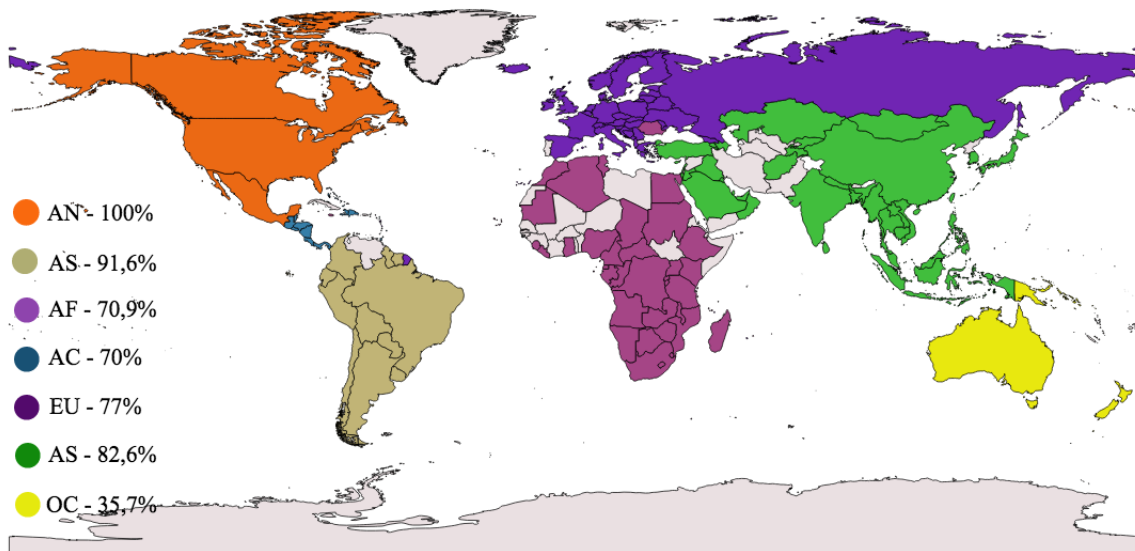 AN - 100%
AS - 91,6%
AF - 70,9%
AC - 70%
EU - 77%
AS - 82,6%
OC - 35,7%